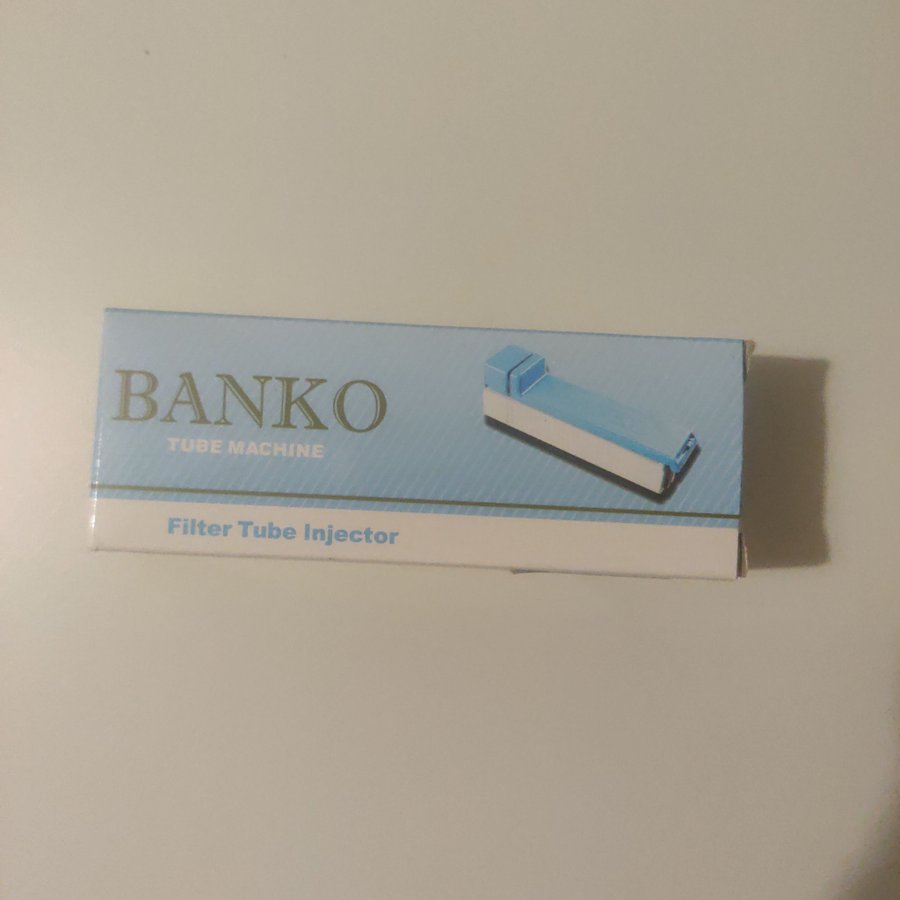 BANKO
TUBE MACHINE
Filter Tube Injector